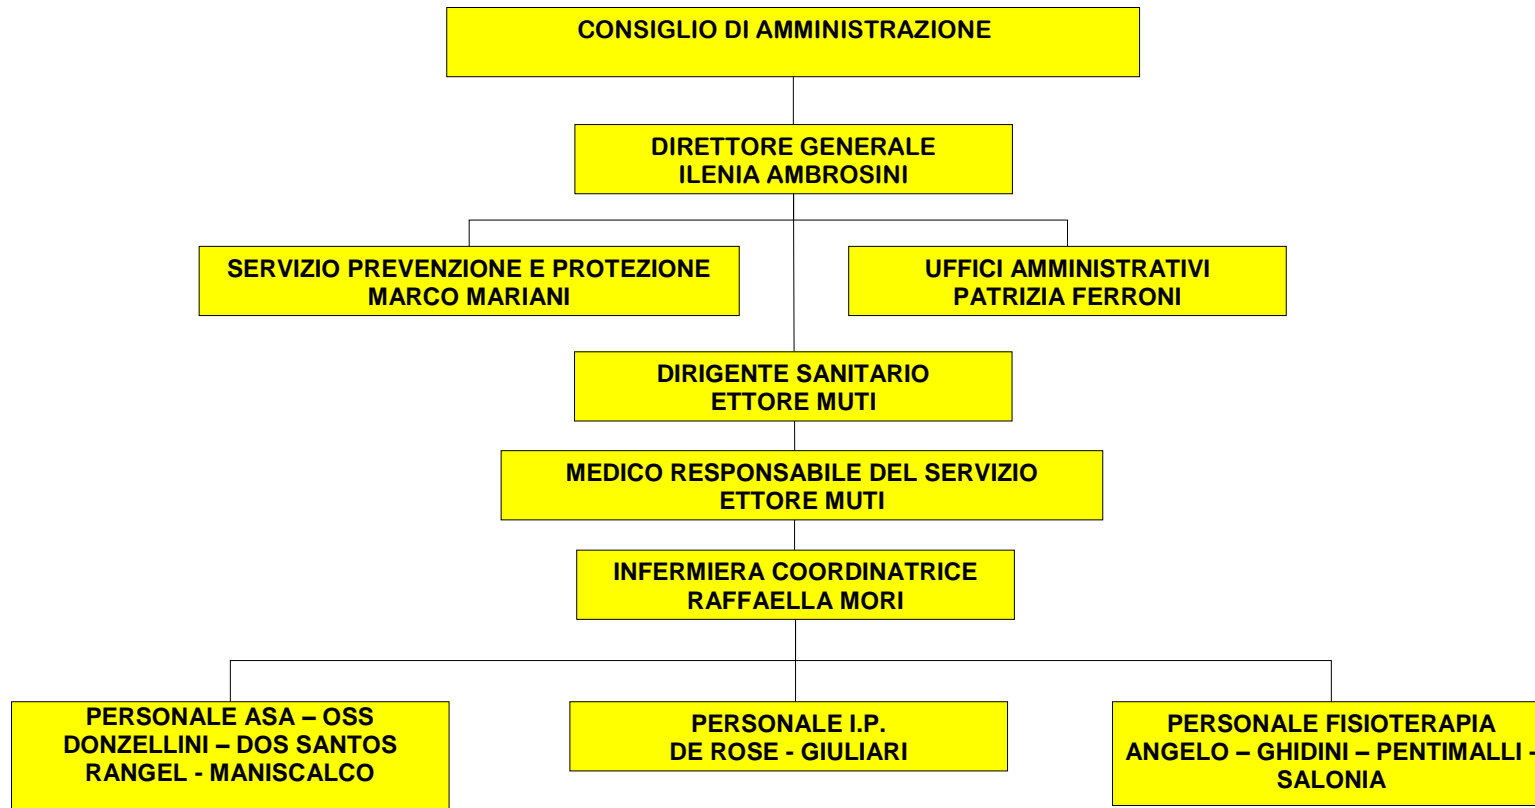 CONSIGLIO DI AMMINISTRAZIONE
DIRETTORE GENERALE
ILENIA AMBROSINI
SERVIZIO PREVENZIONE E PROTEZIONE
MARCO MARIANI
UFFICI AMMINISTRATIVI
PATRIZIA FERRONI
DIRIGENTE SANITARIO
ETTORE MUTI
MEDICO RESPONSABILE DEL SERVIZIO
ETTORE MUTI
INFERMIERA COORDINATRICE
RAFFAELLA MORI
PERSONALE ASA – OSS
DONZELLINI – DOS SANTOS
RANGEL - MANISCALCO
PERSONALE I.P.
DE ROSE - GIULIARI
PERSONALE FISIOTERAPIA
ANGELO – GHIDINI – PENTIMALLI -
SALONIA